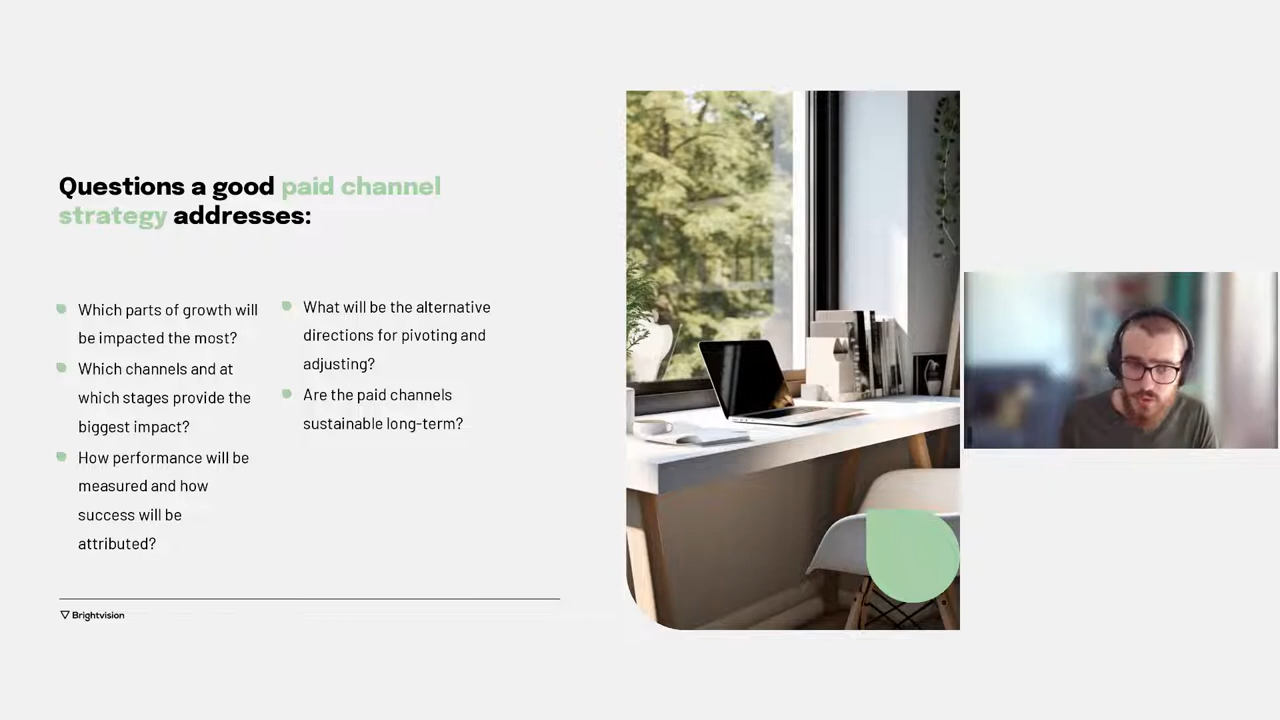 Questions a good paid channel
strategy addresses:
Which parts of growth will
be impacted the most?
Which channels and at
which stages provide the
biggest impact?
How performance will be
measured and how
success will be
attributed?
What will be the alternative
directions for pivoting and
adjusting?
Are the paid channels
sustainable long-term?
Brightvision